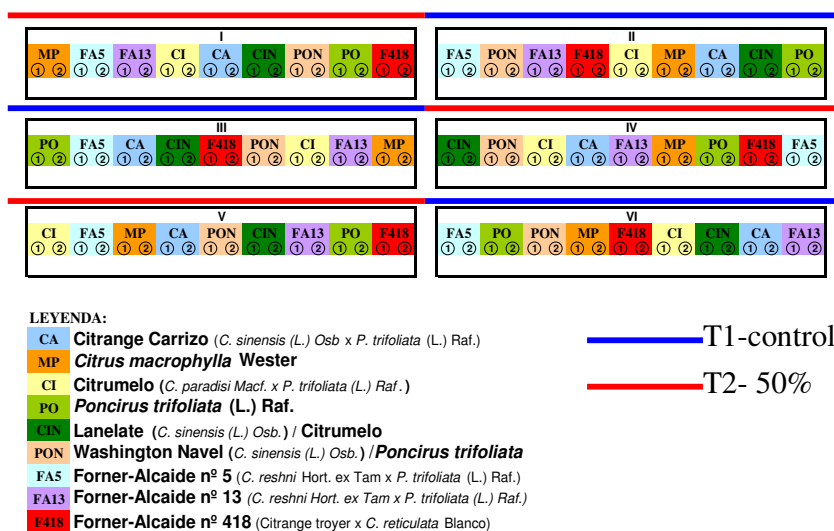 I
MP FA5 FA13 CI CA CIN PON PO F418
① ② ① ② ① ② ① ② ① ② ① ② ① ② ① ② ① ②
II
FA5 PON FA13 F418 CI MP CA CIN PO
① ② ① ② ① ② ① ② ① ② ① ② ① ② ① ② ① ②
III
PO FA5 CA CIN F418 PON CI FA13 MP
① ② ① ② ① ② ① ② ① ② ① ② ① ② ① ② ① ②
IV
CIN PON CI CA FA13 MP PO F418 FA5
① ② ① ② ① ② ① ② ① ② ① ② ① ② ① ② ① ②
V
CI FA5 MP CA PON CIN FA13 PO F418
① ② ① ② ① ② ① ② ① ② ① ② ① ② ① ② ① ②
VI
FA5 PO PON MP F418 CI CIN CA FA13
① ② ① ② ① ② ① ② ① ② ① ② ① ② ① ② ① ②
LEYENDA:
CA Citrange Carrizo (C. sinensis (L.) Osb x P. trifoliata (L.) Raf.)
MP Citrus macrophylla Wester
CI Citrumelo (C. paradisi Macf. x P. trifoliata (L.) Raf.)
PO Poncirus trifoliata (L.) Raf.
CIN Lanelate (C. sinensis (L.) Osb.) / Citrumelo
PON Washington Navel (C. sinensis (L.) Osb.) /Poncirus trifoliata
FA5 Forner-Alcaide nº 5 (C. reshni Hort. ex Tam x P. trifoliata (L.) Raf.)
FA13 Forner-Alcaide nº 13 (C. reshni Hort. ex Tam x P. trifoliata (L.) Raf.)
F418 Forner-Alcaide nº 418 (Citrange troyer x C. reticulata Blanco)
T1-control
T2- 50%